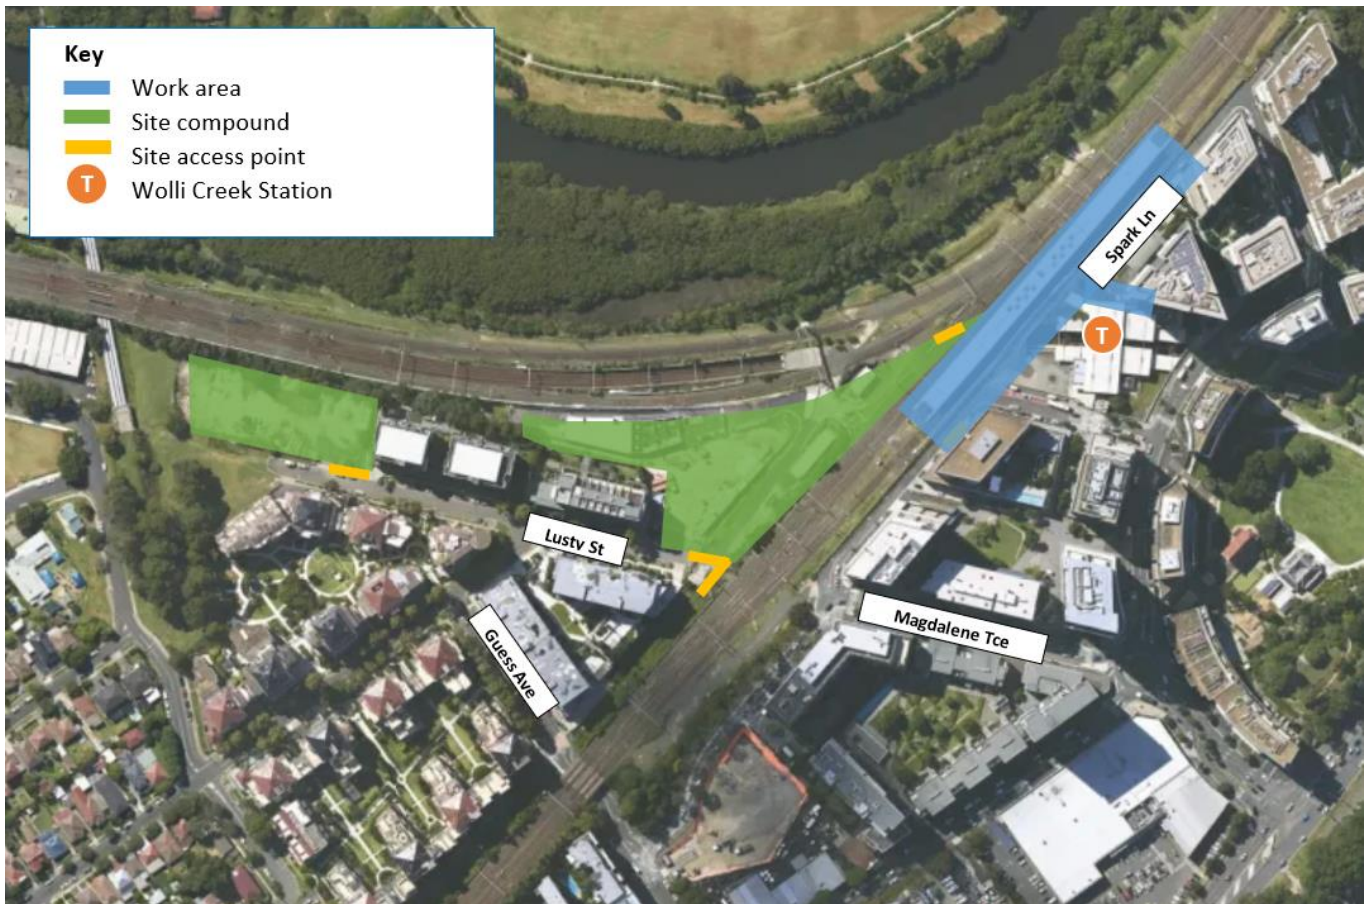 Key
Work area
Site compound
Site access point
T
Wolli Creek Station
Spark Ln
T
Lusty St
Magdalene Tce
Guess Ave